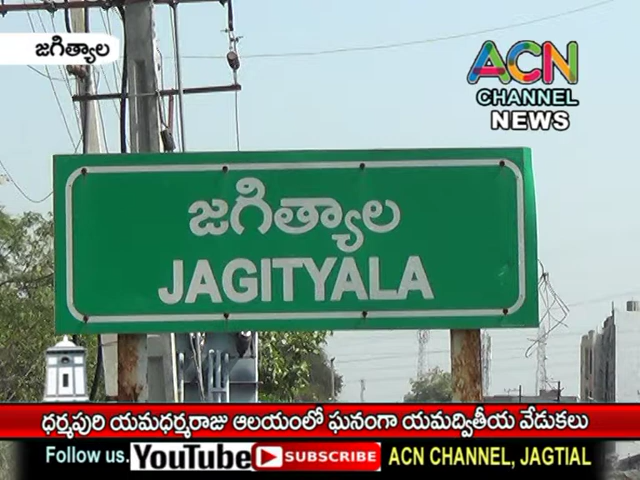 జగిత్యాల
ACN
CHANNEL
NEWS
జగిత్యాల
JAGITYALA
ధర్మపురి యమధర్మరాజు ఆలయంలో ఘనంగా యమద్వితీయ వేడుకలు
Follow us. YouTube SUBSCRIBE ACN CHANNEL, JAGTIAL